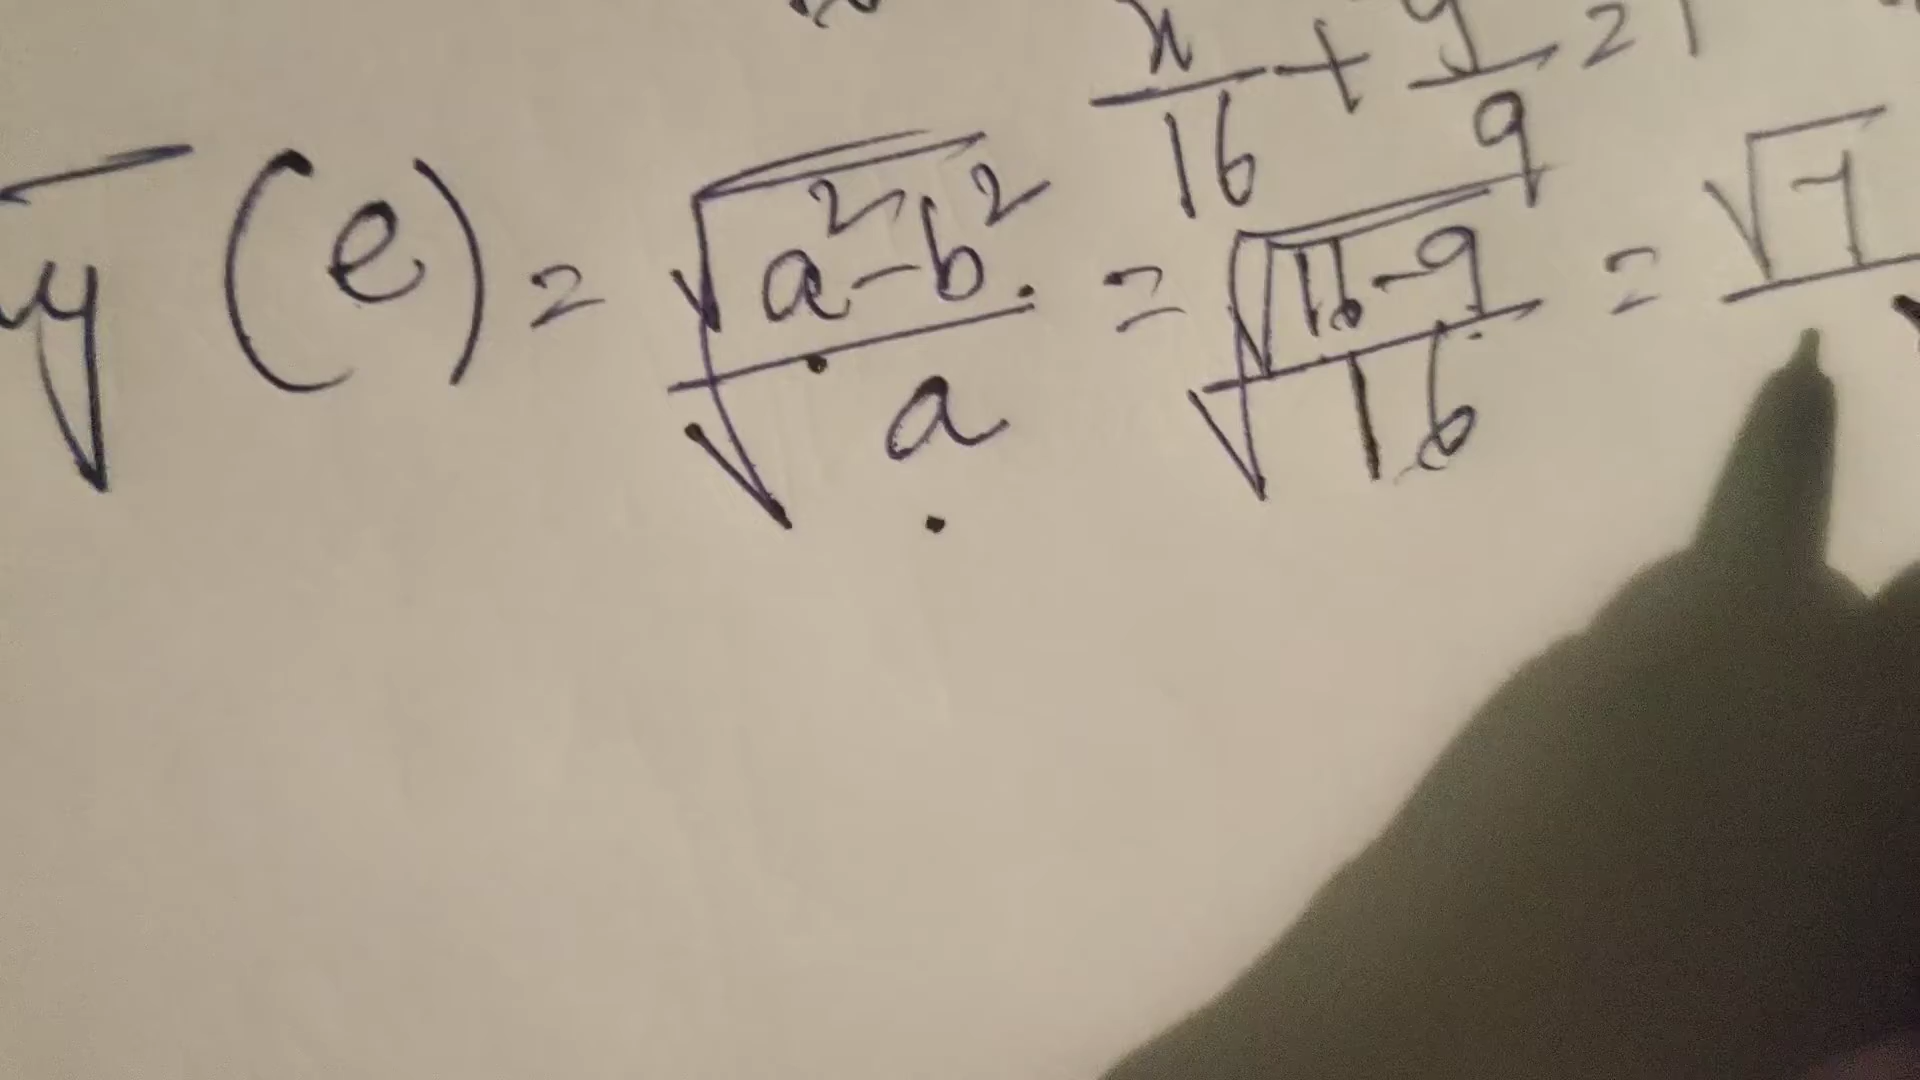 x/16 + y/9 = 1
y (e) = √(a²-b²)/a = √(16-9)/16 = √7